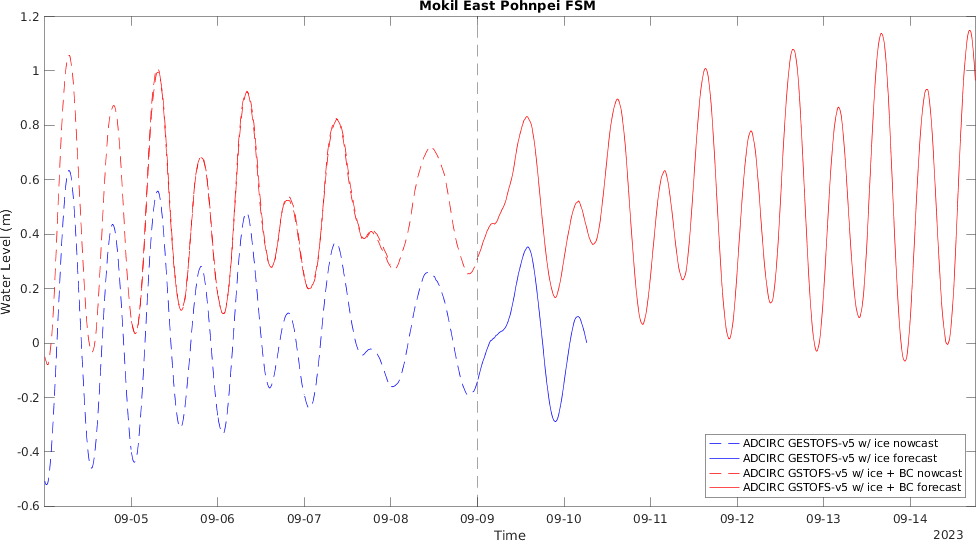 Mokil East Pohnpei FSM
1.2
1
0.8
0.6
0.4
0.2
0
-0.2
-0.4
-0.6
Water Level (m)
ADCIRC GESTOFS-v5 w/ ice nowcast
ADCIRC GESTOFS-v5 w/ ice forecast
ADCIRC GSTOFS-v5 w/ ice + BC nowcast
ADCIRC GSTOFS-v5 w/ ice + BC forecast
09-05 09-06 09-07 09-08 09-09 09-10 09-11 09-12 09-13 09-14
Time
2023